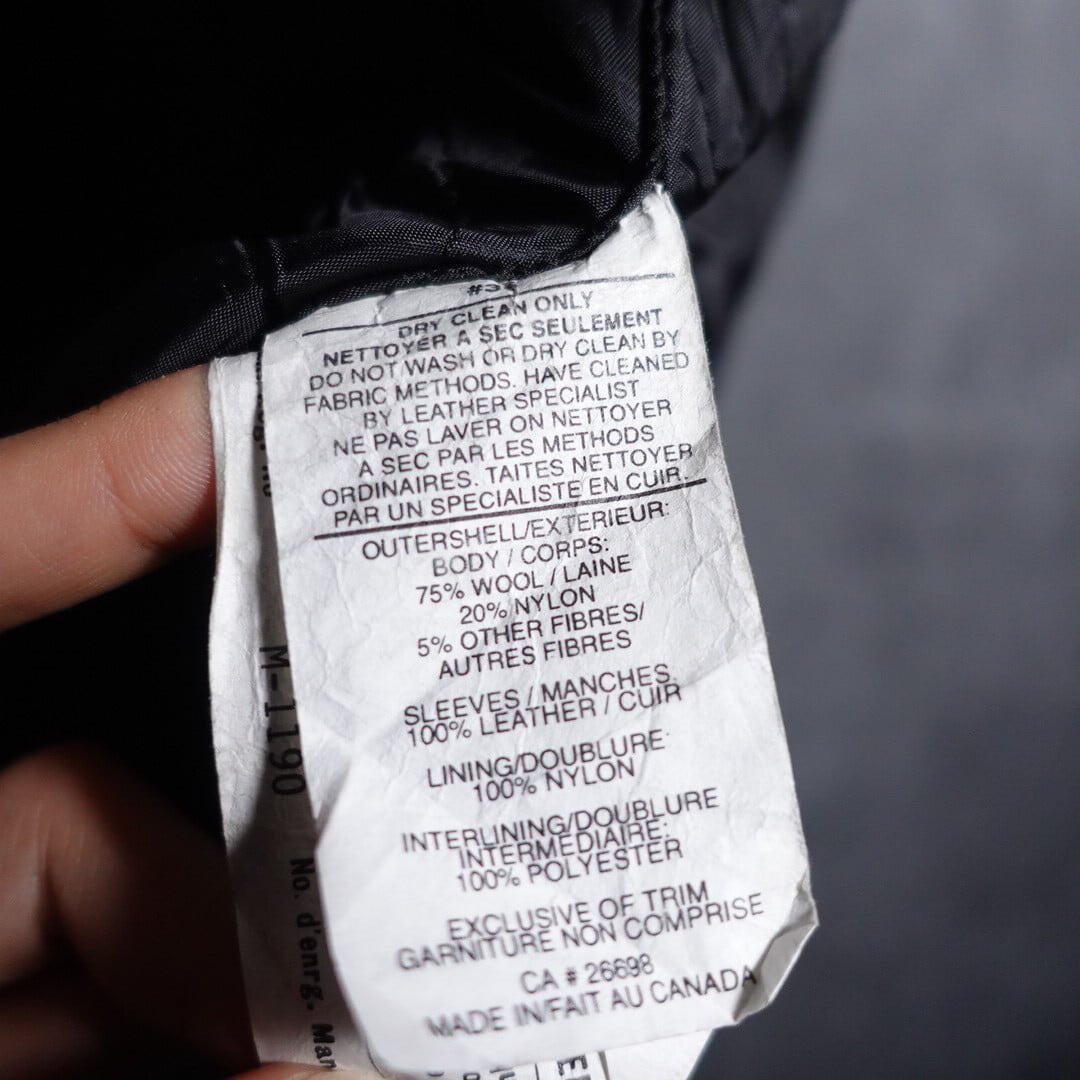 DRY CLEAN ONLY
NETTOYER A SEC SEULEMENT
DO NOT WASH OR DRY CLEAN BY
FABRIC METHODS. HAVE CLEANED
BY LEATHER SPECIALIST
NE PAS LAVER ON NETTOYER
A SEC PAR LES METHODS
ORDINAIRES. TAITES NETTOYER
PAR UN SPECIALISTE EN CUIR.
OUTERSHELL/EXTERIEUR:
BODY / CORPS:
75% WOOL / LAINE
20% NYLON
5% OTHER FIBRES/
AUTRES FIBRES
SLEEVES / MANCHES
100% LEATHER / CUIR
LINING/DOUBLURE
100% NYLON
INTERLINING/DOUBLURE
INTERMEDIAIRE:
100% POLYESTER
EXCLUSIVE OF TRIM
GARNITURE NON COMPRISE
CA # 26698
MADE IN/FAIT AU CANADA
M-1190 No. d'enrg. Man